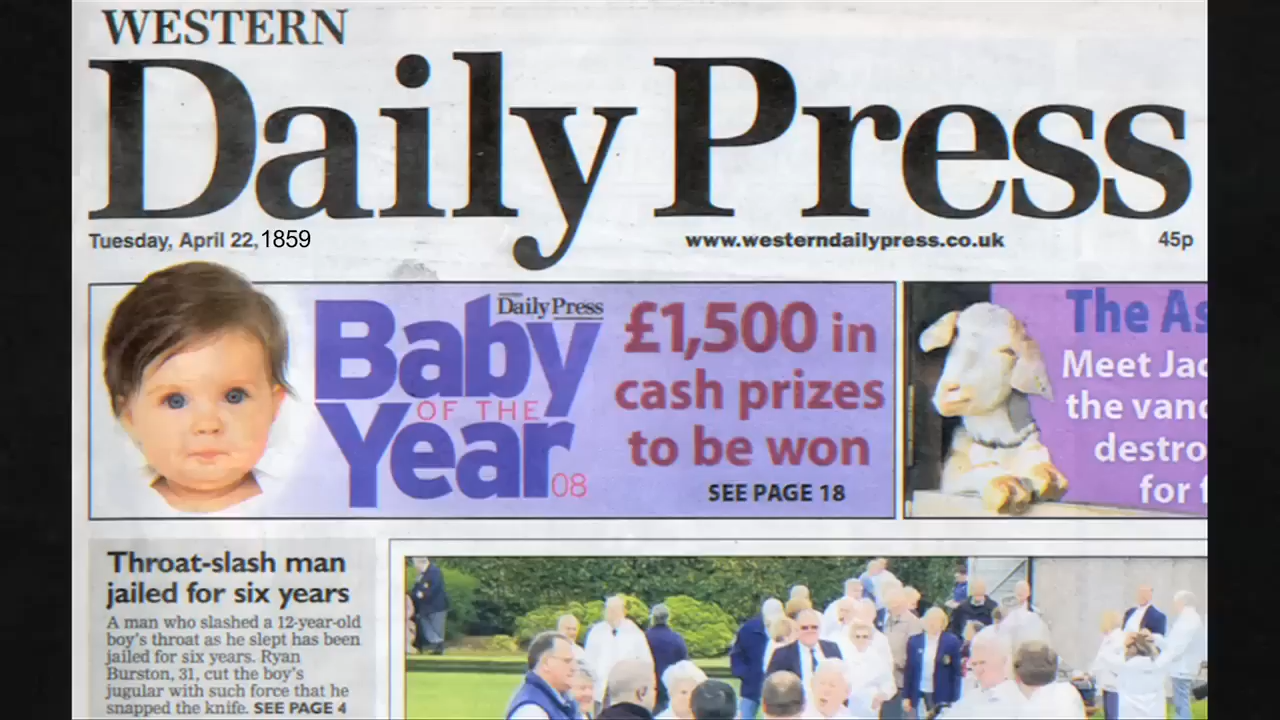 WESTERN
Daily Press
Tuesday, April 22, 1859
www.westerndailypress.co.uk
45p
Daily Press
Baby
OF THE
Year
08
£1,500 in
cash prizes
to be won
SEE PAGE 18
The As
Meet Jac
the vand
destro
for f
Throat-slash man
jailed for six years
A man who slashed a 12-year-old
boy's throat as he slept has been
jailed for six years. Ryan
Burston, 31, cut the boy's
jugular with such force that he
snapped the knife. SEE PAGE 4